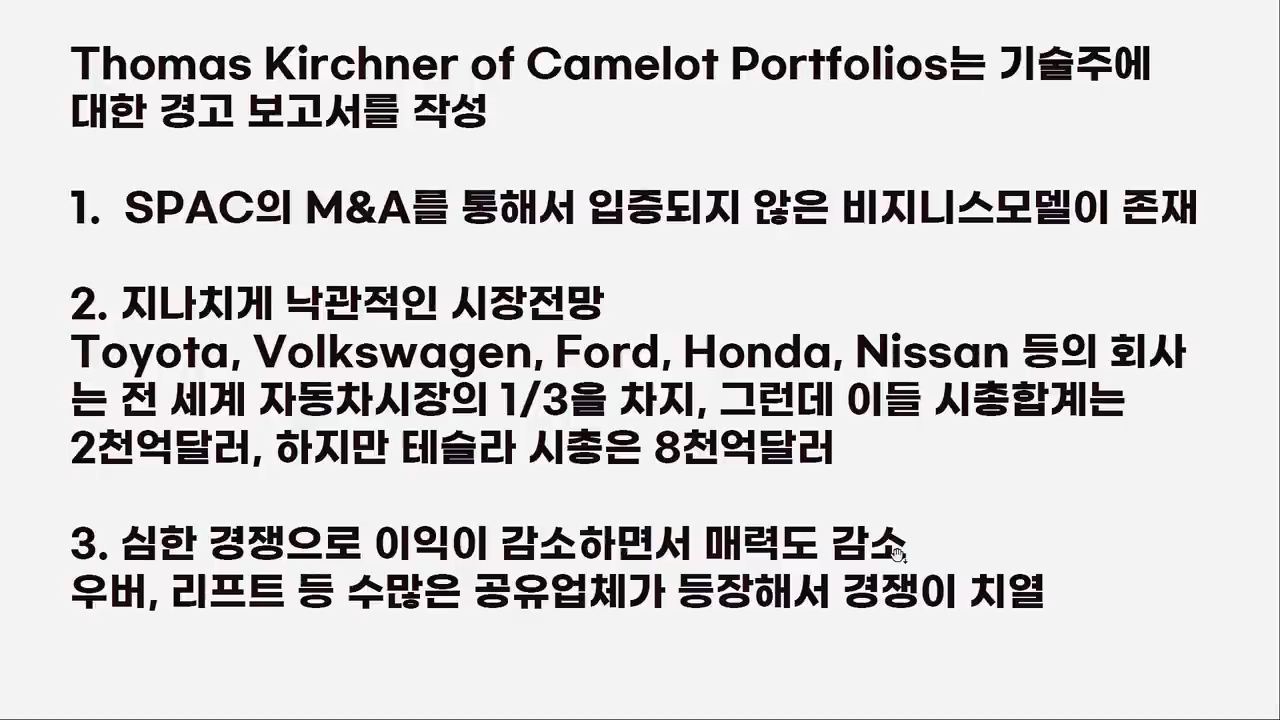 Thomas Kirchner of Camelot Portfolios는 기술주에
대한 경고 보고서를 작성
1. SPAC의 M&A를 통해서 입증되지 않은 비지니스모델이 존재
2. 지나치게 낙관적인 시장전망
Toyota, Volkswagen, Ford, Honda, Nissan 등의 회사
는 전 세계 자동차시장의 1/3을 차지, 그런데 이들 시총합계는
2천억달러, 하지만 테슬라 시총은 8천억달러
3. 심한 경쟁으로 이익이 감소하면서 매력도 감소
우버, 리프트 등 수많은 공유업체가 등장해서 경쟁이 치열